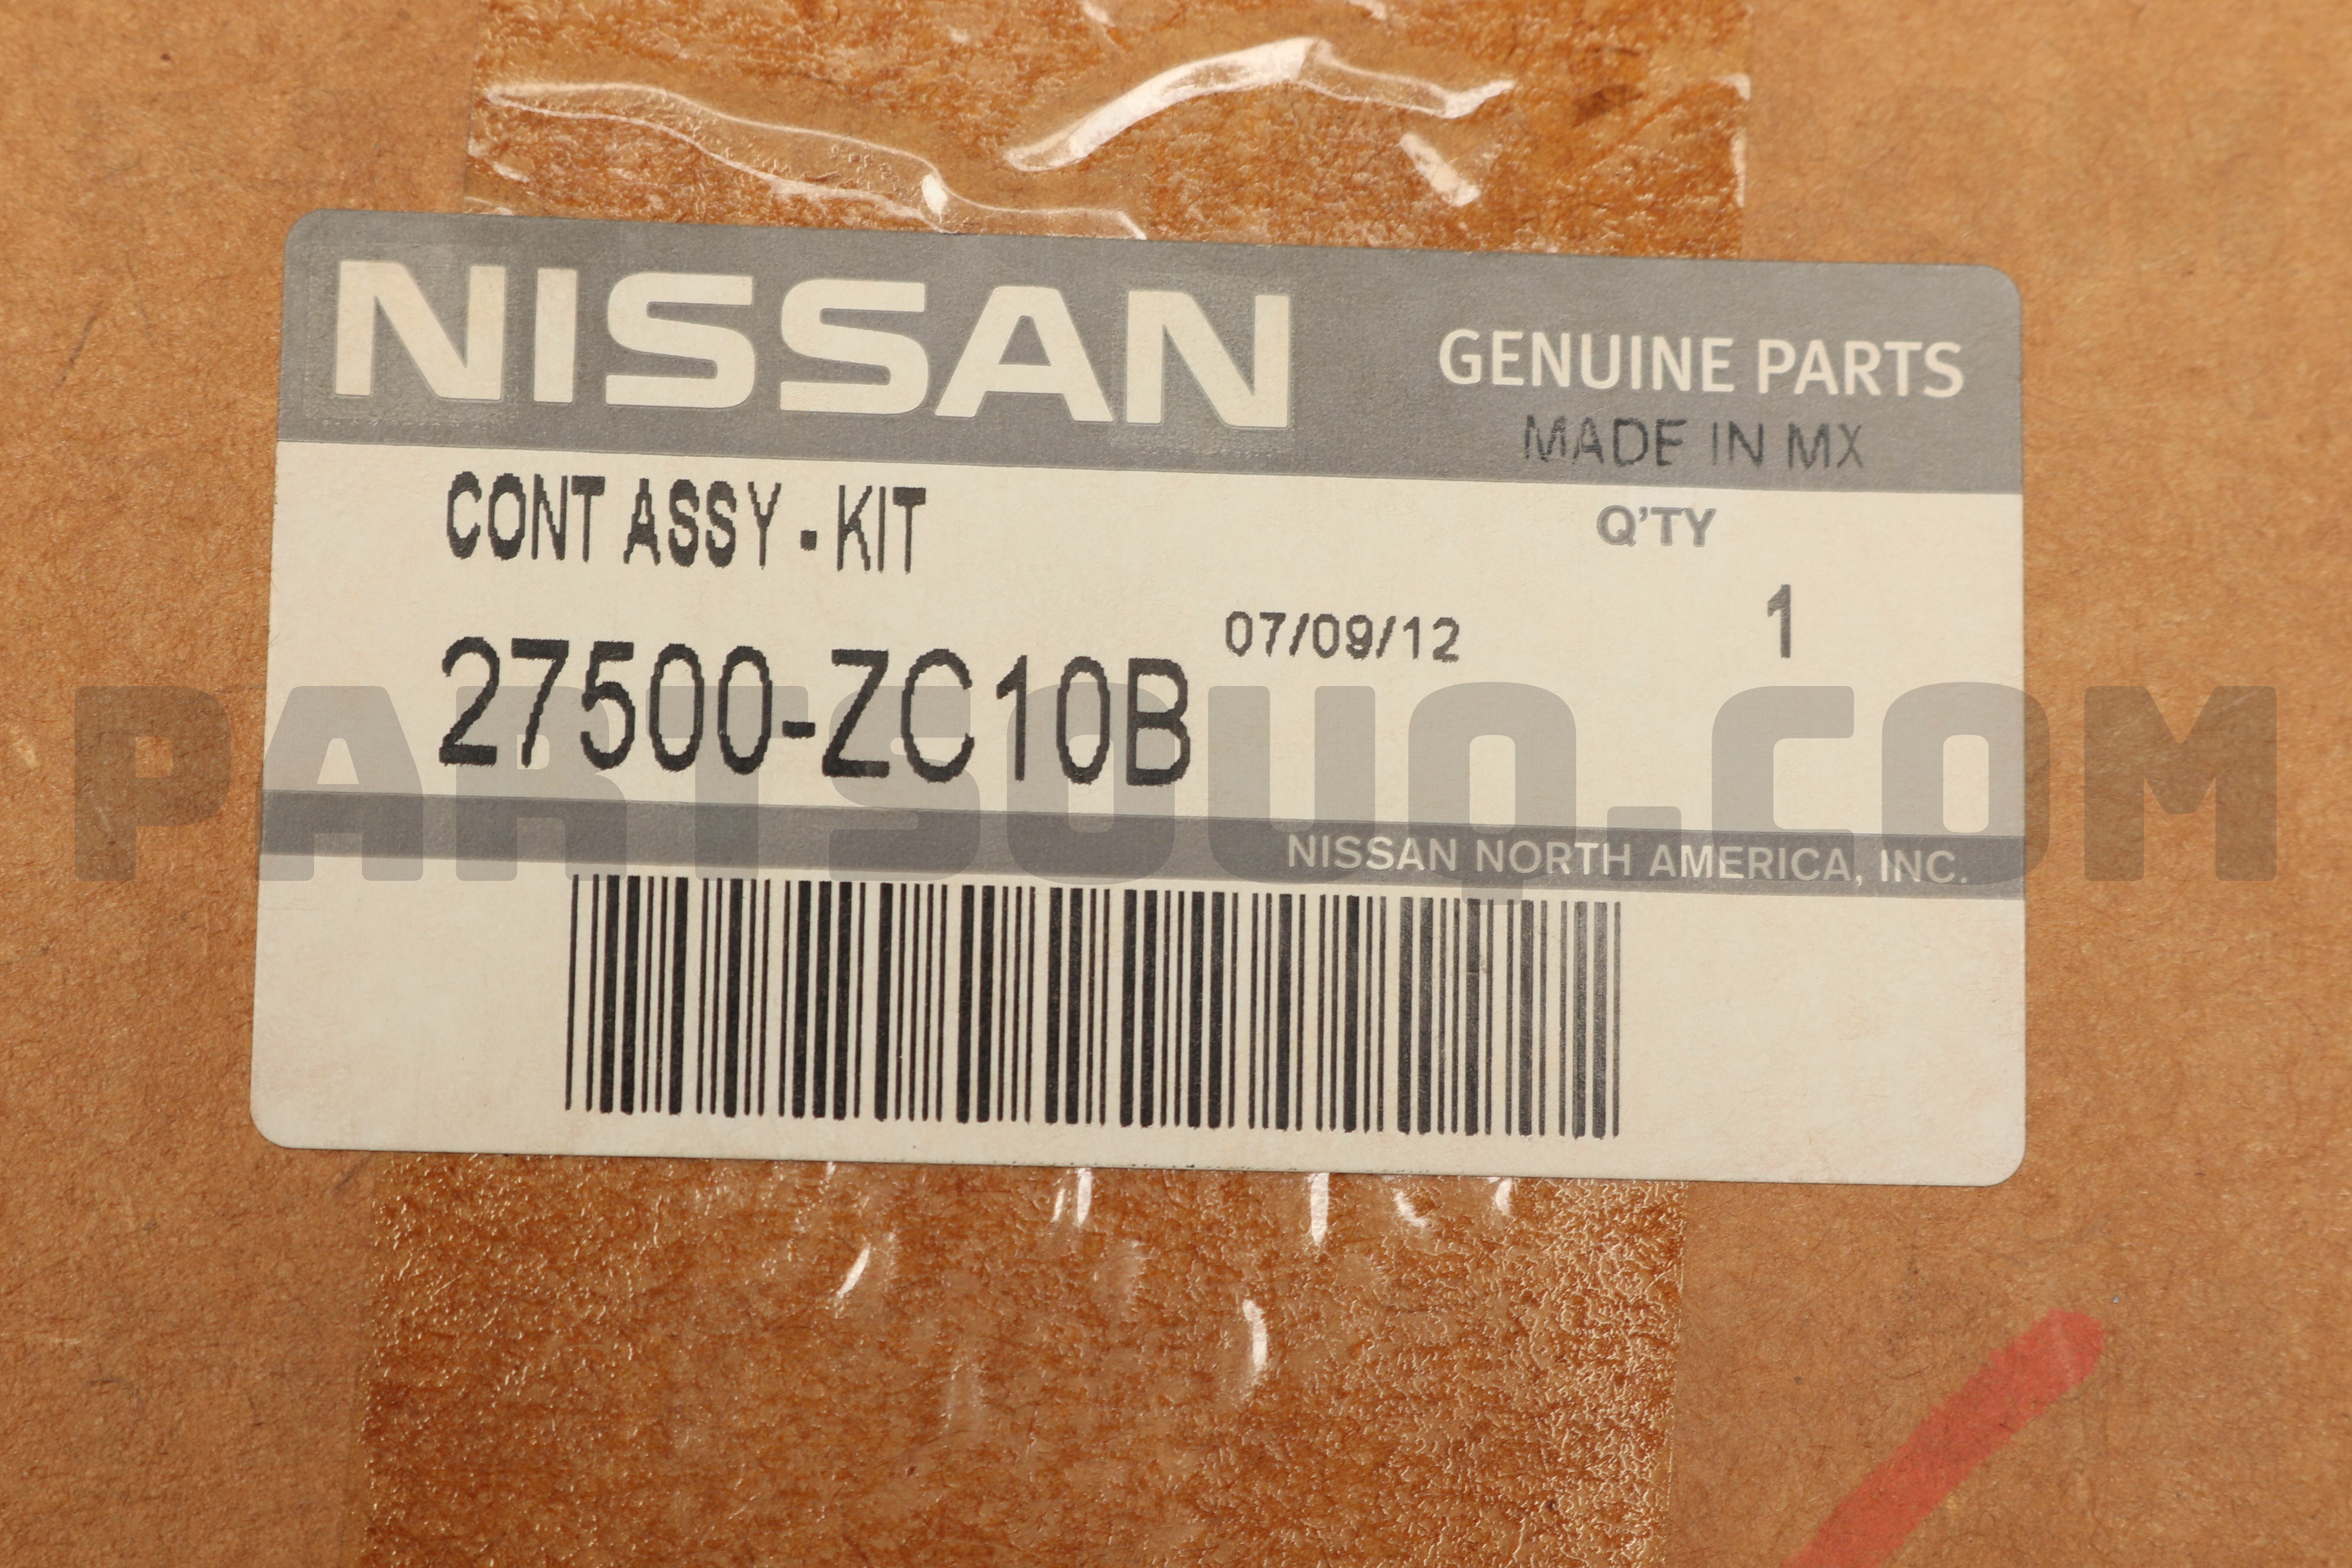 NISSAN
GENUINE PARTS
MADE IN MX
CONT ASSY - KIT
Q'TY
07/09/12
1
27500-ZC10B
PARTSOUQ.COM
NISSAN NORTH AMERICA, INC.